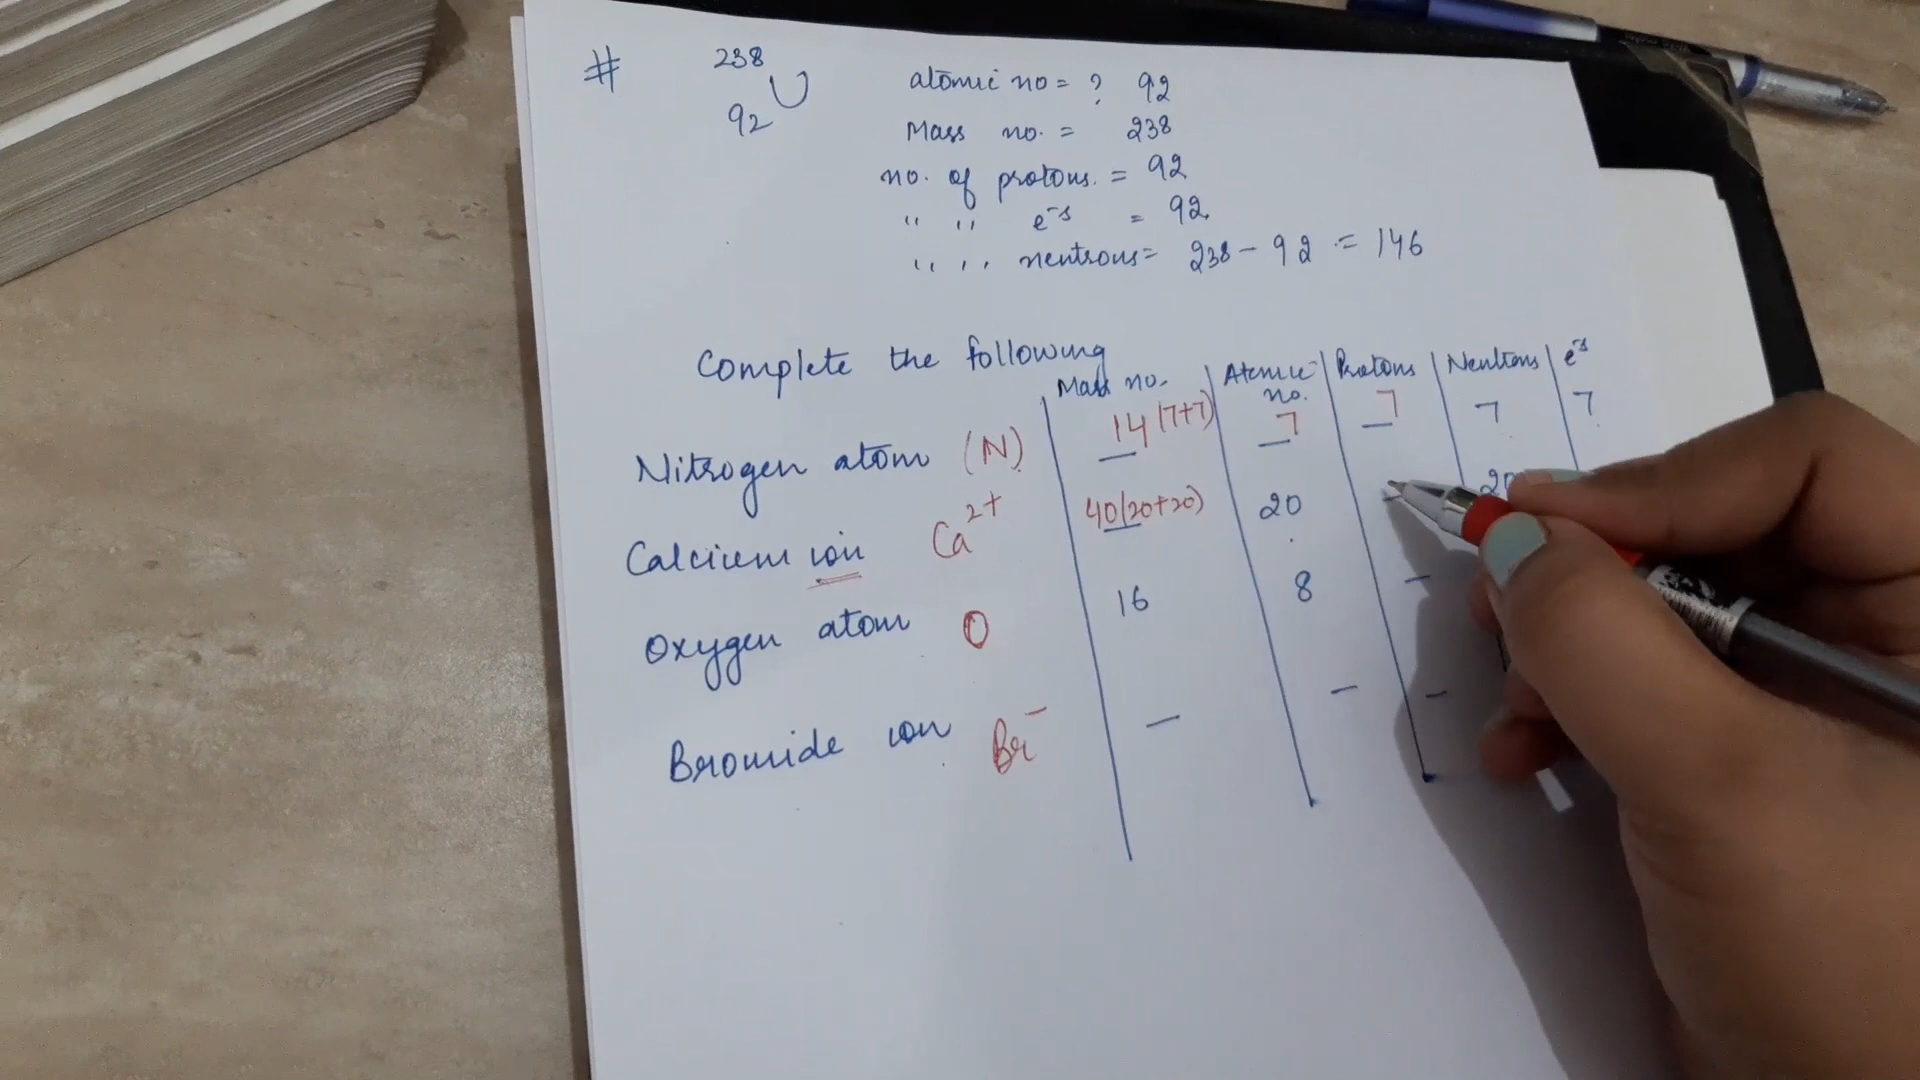 # 238
92 U
atomic no = ? 92
Mass no. = 238
no. of protons. = 92
" " e-s = 92
" " neutrons = 238 - 92 = 146
Complete the following
Mass no. Atomic no. Protons Neutrons e-s
Nitrogen atom (N) 14 (7+7) 7 7 7 7
Calcium ion Ca2+ 40(20+20) 20 – 20
Oxygen atom O 16 8 –
Bromide ion Br– – – –